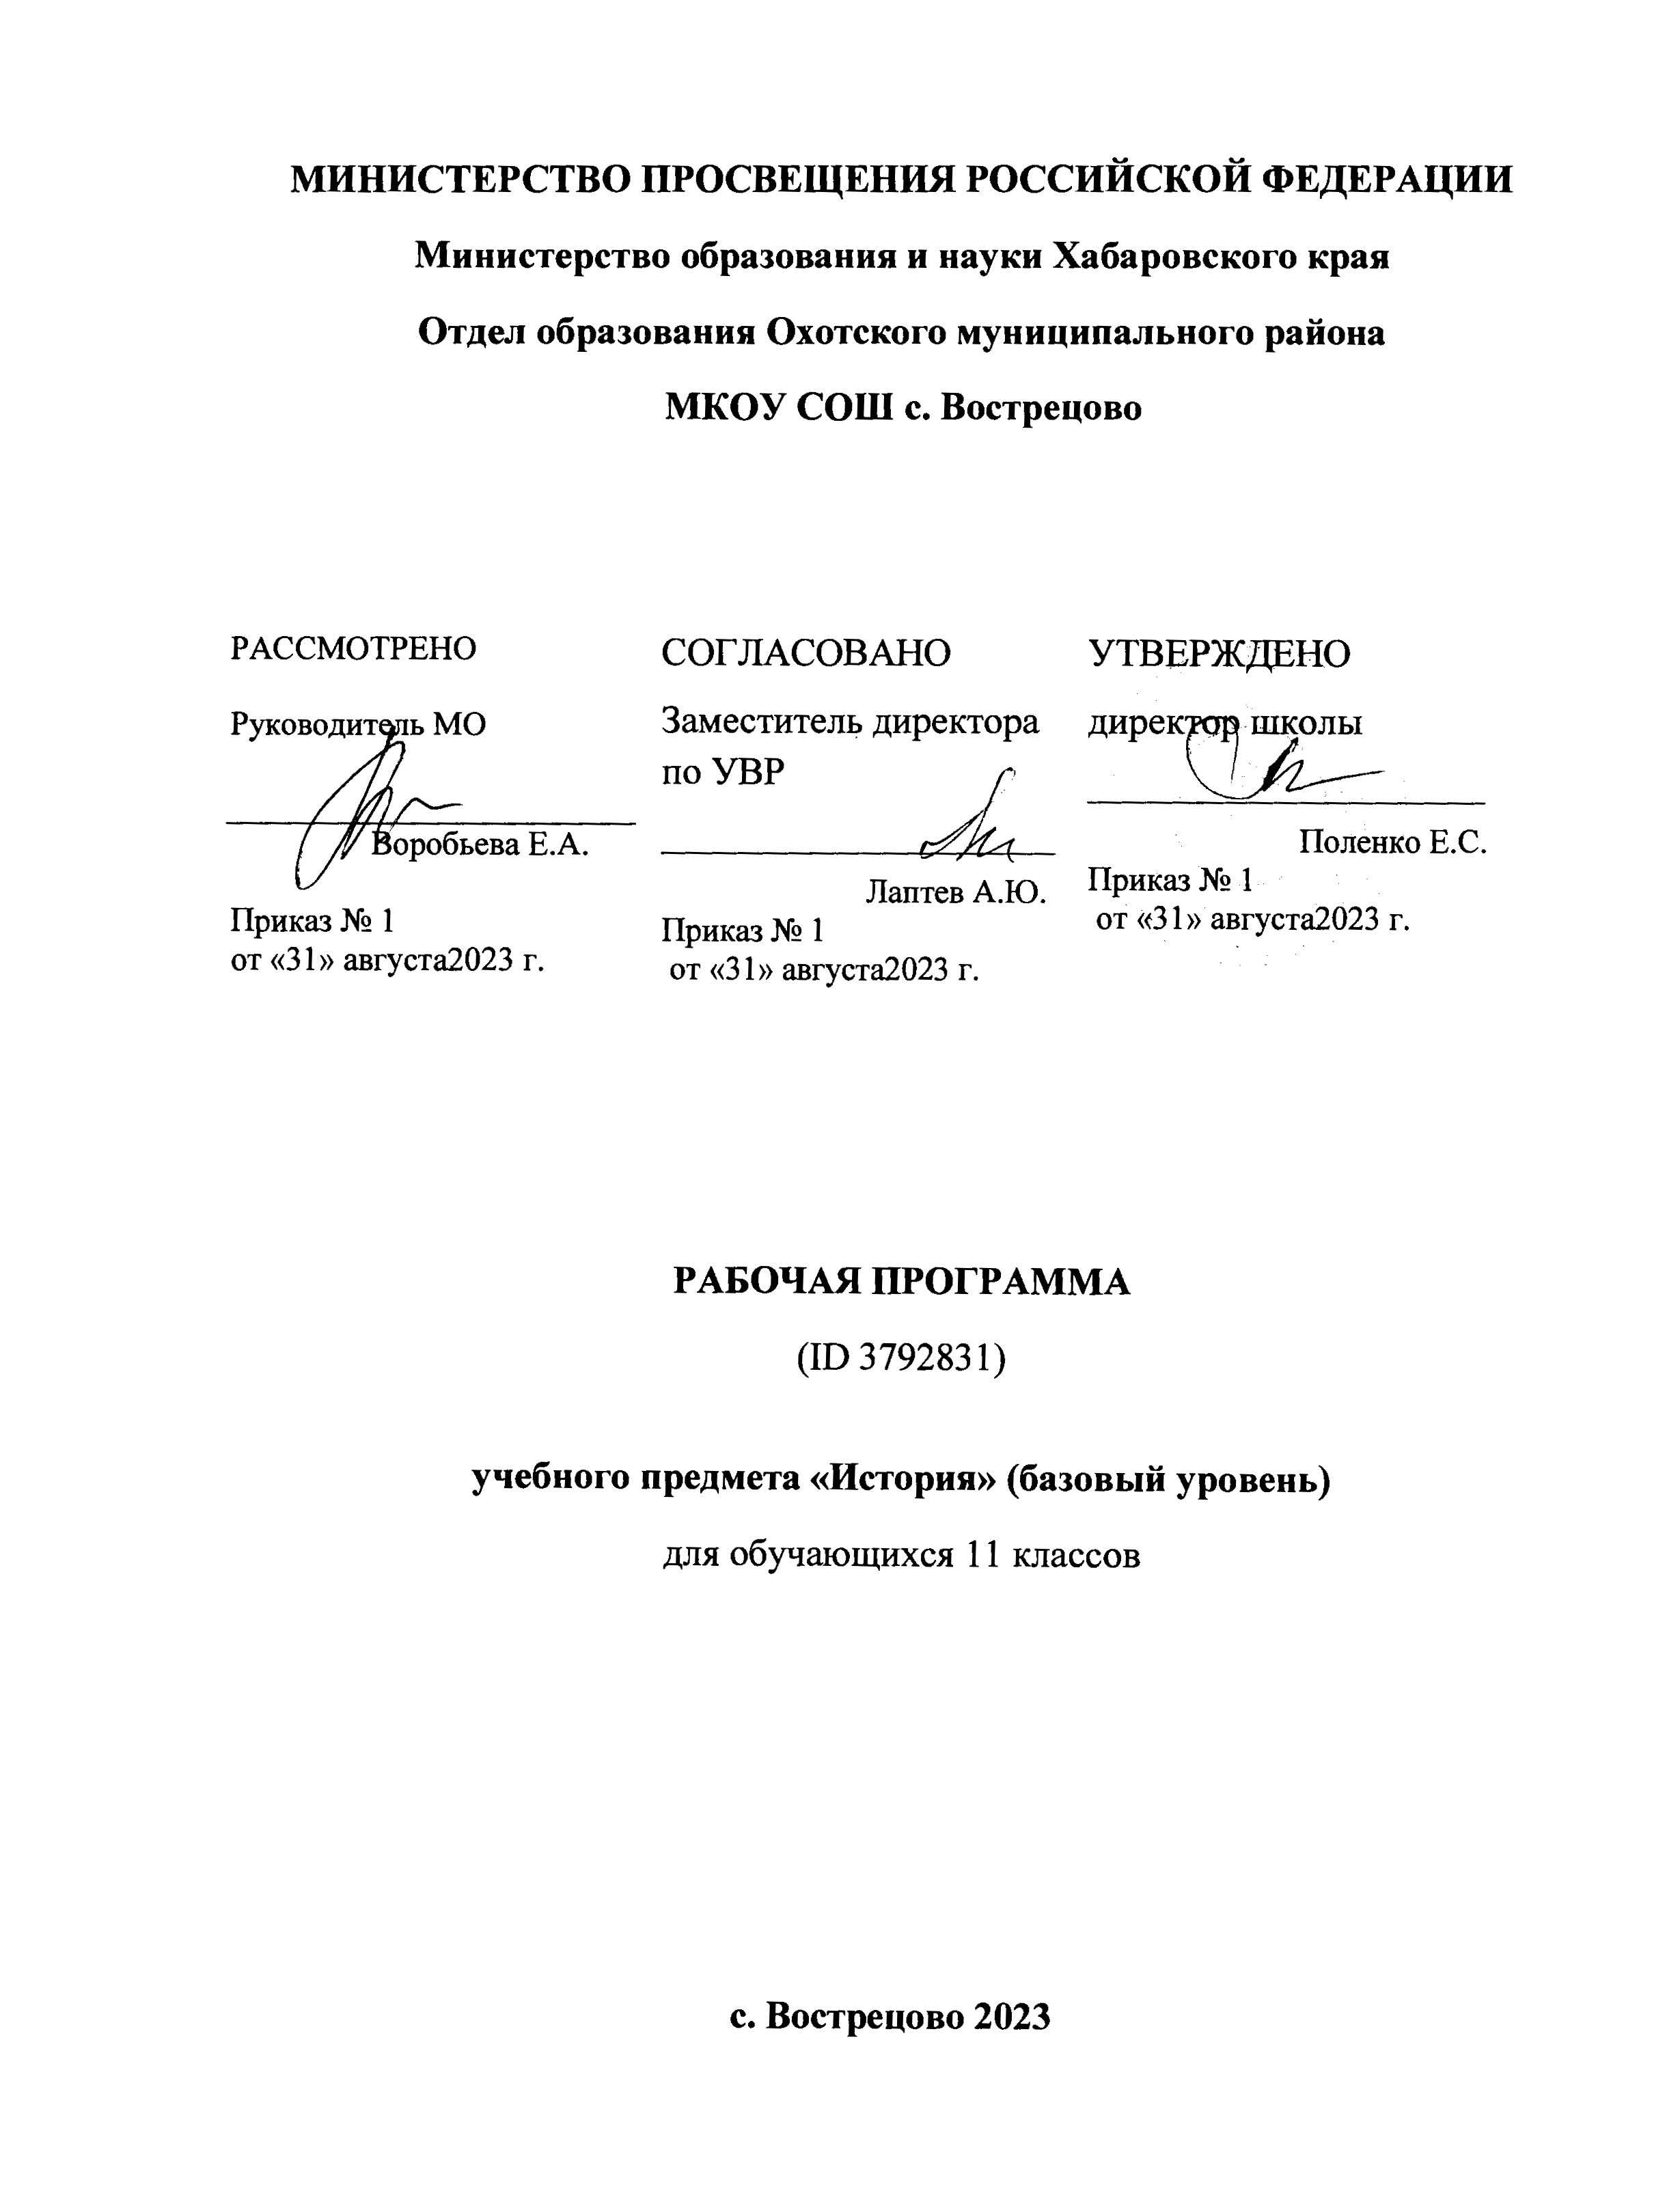 МИНИСТЕРСТВО ПРОСВЕЩЕНИЯ РОССИЙСКОЙ ФЕДЕРАЦИИ
Министерство образования и науки Хабаровского края
Отдел образования Охотского муниципального района
МКОУ СОШ с. Вострецово
РАССМОТРЕНО
Руководитель МО
Воробьева Е.А.
Приказ № 1
от «31» августа2023 г.
СОГЛАСОВАНО
Заместитель директора
по УВР
Лаптев А.Ю.
Приказ № 1
от «31» августа2023 г.
УТВЕРЖДЕНО
директор школы
Поленко Е.С.
Приказ № 1
от «31» августа2023 г.
РАБОЧАЯ ПРОГРАММА
(ID 3792831)
учебного предмета «История» (базовый уровень)
для обучающихся 11 классов
с. Вострецово 2023